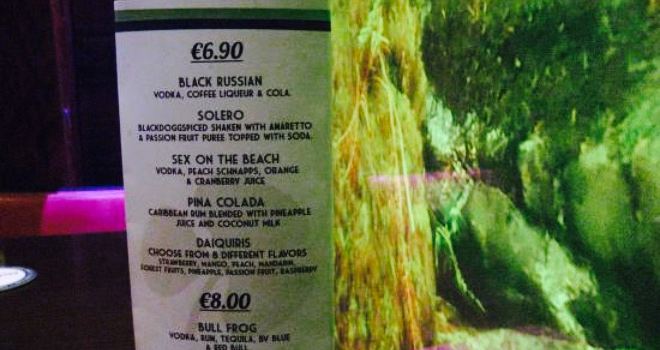 €6.90
BLACK RUSSIAN
VODKA, COFFEE LIQUEUR & COLA.
SOLERO
BLACKDOGGSPICED SHAKEN WITH AMARETTO
& PASSION FRUIT PUREE TOPPED WITH SODA.
SEX ON THE BEACH
VODKA, PEACH SCHNAPPS, ORANGE
& CRANBERRY JUICE
PINA COLADA
CARIBBEAN RUM BLENDED WITH PINEAPPLE
JUICE AND COCONUT MILK
DAIQUIRIS
CHOOSE FROM 8 DIFFERENT FLAVORS
STRAWBERRY, MANGO, PEACH, MANDARIN,
FOREST FRUITS, PINEAPPLE, PASSION FRUIT, RASPBERRY
€8.00
BULL FROG
VODKA, RUM, TEQUILA, BV BLUE
& RED BULL